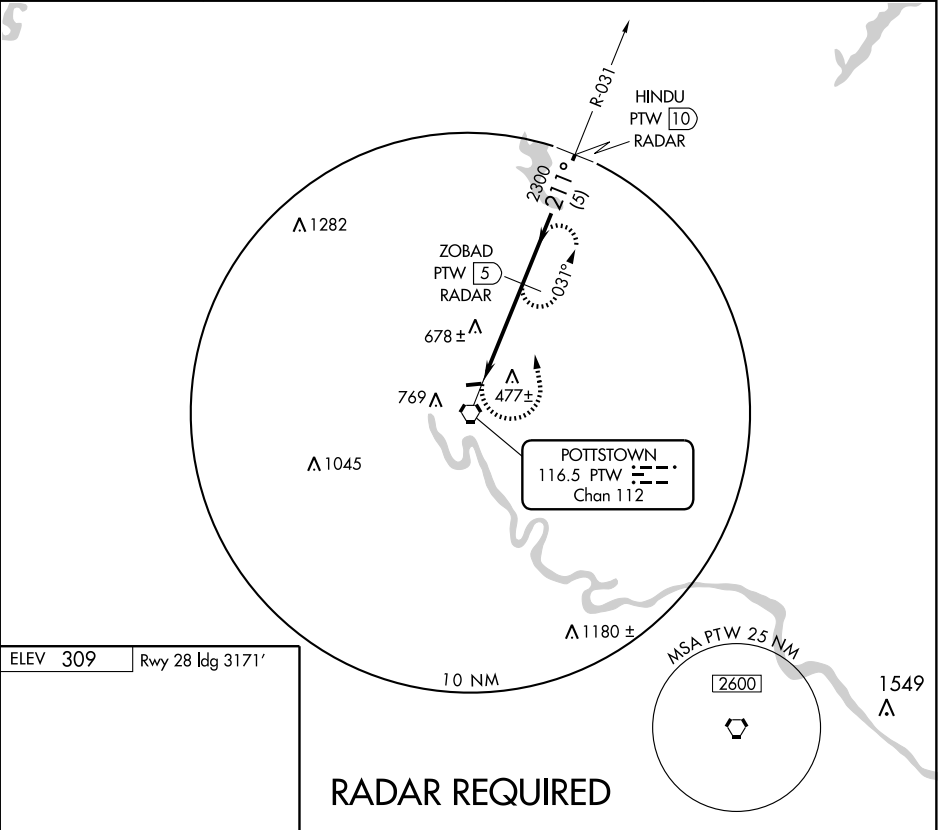 R-031
HINDU
PTW 10
RADAR
2300
211°
(5)
1282
ZOBAD
PTW 5
RADAR
031°
678 ±
769
477±
POTTSTOWN
116.5 PTW
Chan 112
1045
1180 ±
MSA PTW 25 NM
2600
1549
10 NM
ELEV 309
Rwy 28 ldg 3171'
RADAR REQUIRED